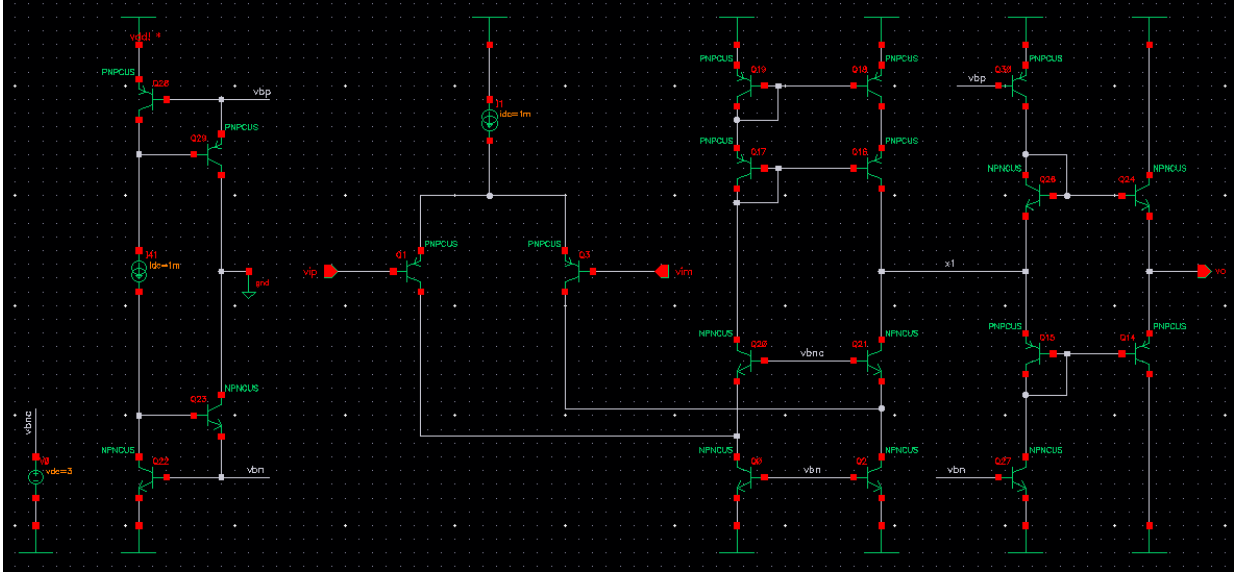 vdd!
PNPCUS
Q28
vbp
PNPCUS
Q29
I41
idc=1m
gnd
NPNCUS
Q23
NPNCUS
Q22
vbn
vbnc
V0
vdc=3
I1
idc=1m
PNPCUS
Q1
vip
PNPCUS
Q3
vim
PNPCUS
Q19
PNPCUS
Q18
PNPCUS
Q17
PNPCUS
Q16
NPNCUS
Q20
vbnc
NPNCUS
Q21
NPNCUS
Q0
vbn
NPNCUS
Q2
x1
vbp
PNPCUS
Q30
NPNCUS
Q26
NPNCUS
Q24
vo
PNPCUS
Q15
PNPCUS
Q14
vbn
NPNCUS
Q27